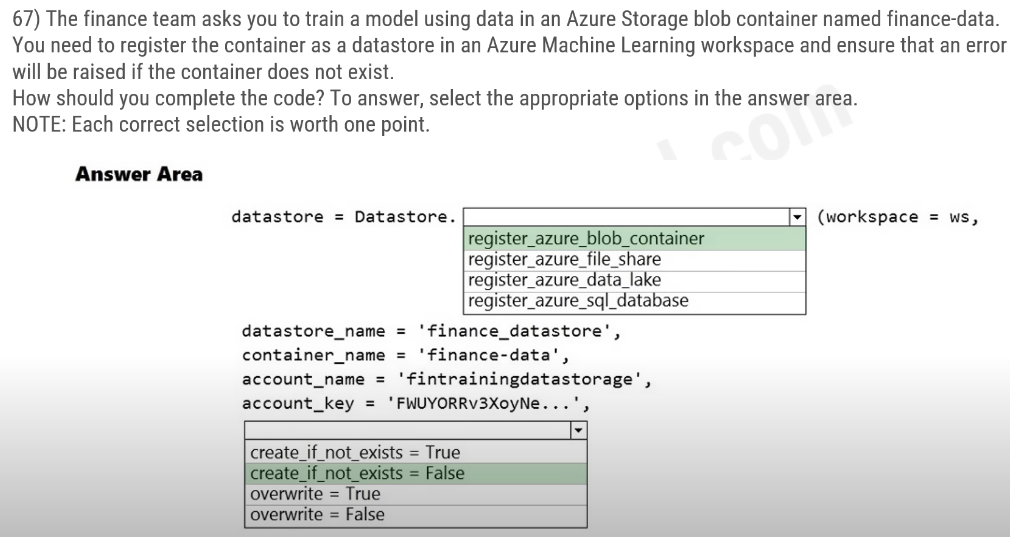 67) The finance team asks you to train a model using data in an Azure Storage blob container named finance-data.
You need to register the container as a datastore in an Azure Machine Learning workspace and ensure that an error
will be raised if the container does not exist.
How should you complete the code? To answer, select the appropriate options in the answer area.
NOTE: Each correct selection is worth one point.
.com
Answer Area
datastore = Datastore. (workspace = ws,
register_azure_blob_container
register_azure_file_share
register_azure_data_lake
register_azure_sql_database
datastore_name = 'finance_datastore',
container_name = 'finance-data',
account_name = 'fintrainingdatastorage',
account_key = 'FWUYORRv3XoyNe...',
create_if_not_exists = True
create_if_not_exists = False
overwrite = True
overwrite = False